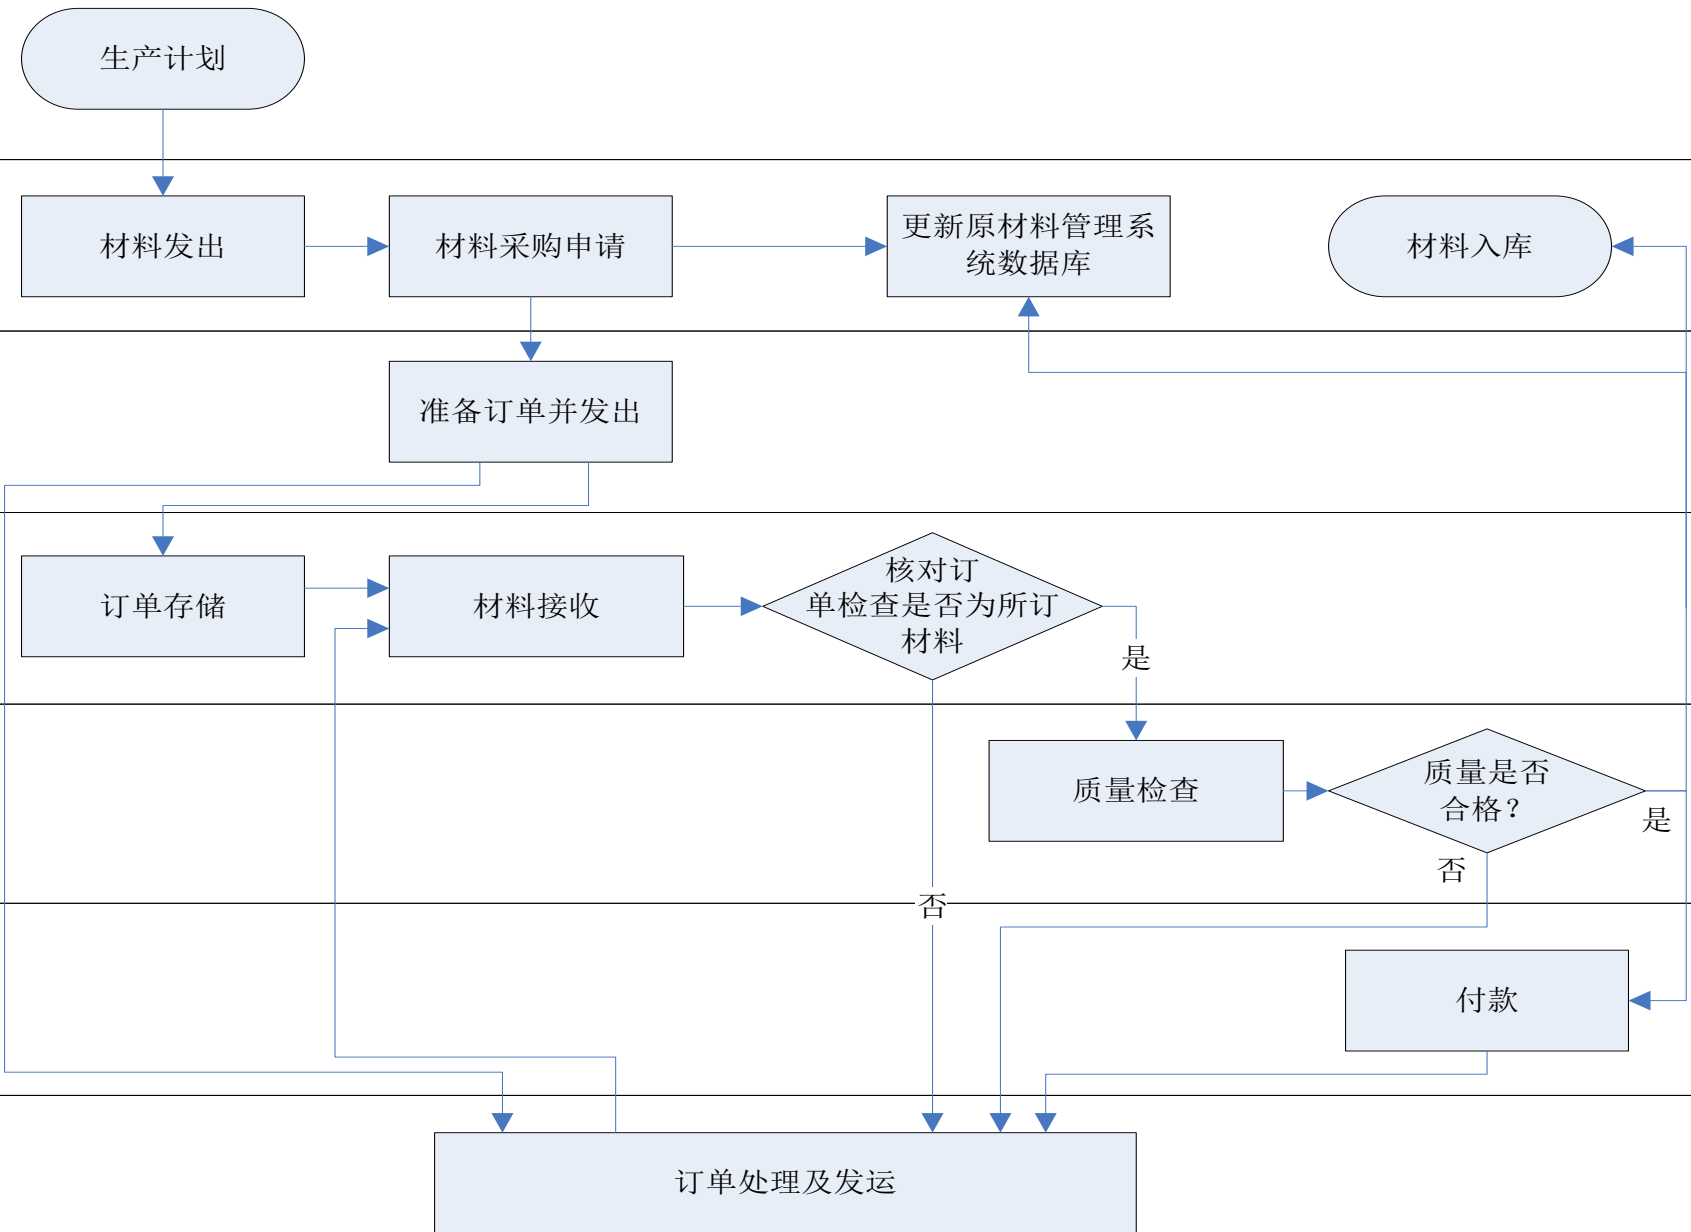 生产计划
材料发出
材料采购申请
更新原材料管理系
统数据库
材料入库
准备订单并发出
订单存储
材料接收
核对订
单检查是否为所订
材料
是
质量检查
质量是否
合格？
是
否
否
付款
订单处理及发运